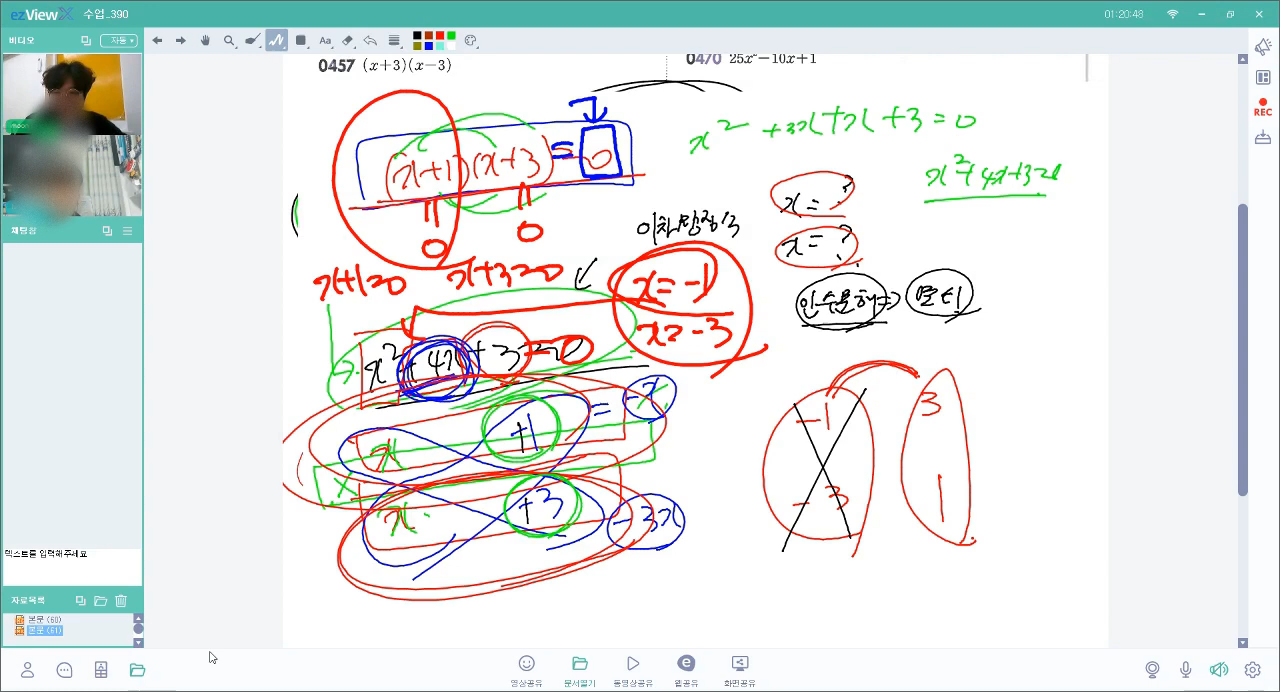 ezViewX 수업_390
01:20:48
비디오
자동
Aa
REC
0457 (x+3)(x−3)
0470 25x²−10x+1
(x+1)(x+3)=0
x²+3x+x+3=0
x²+4x+3=0
x=?
x=?
이차방정식
0
0
x+1=0 x+3=0
x=-1
x=-3
인수분해
x²+4x+3=0
x +1 = -x
x
x +3 -3x
-1 3
-3 1
채팅창
텍스트를 입력해주세요
자료목록
본문 (60)
본문 (61)
영상공유 문서열기 동영상공유 웹공유 화면공유